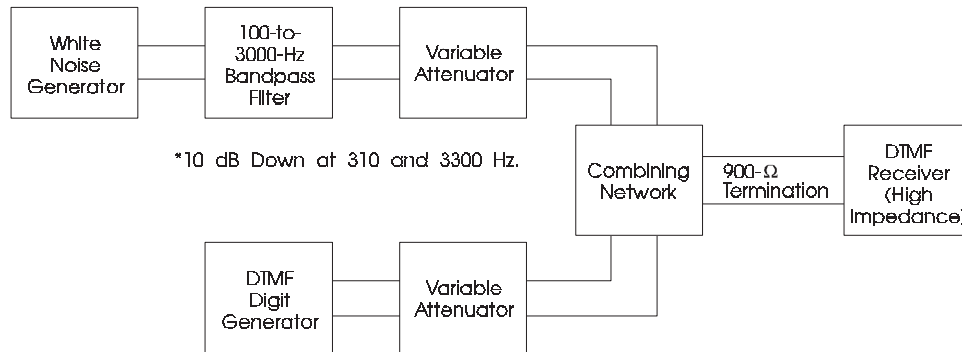 White
Noise
Generator
100-to-
3000-Hz
Bandpass
Filter
Variable
Attenuator
*10 dB Down at 310 and 3300 Hz.
Combining
Network
900-Ω
Termination
DTMF
Receiver
(High
Impedance)
DTMF
Digit
Generator
Variable
Attenuator